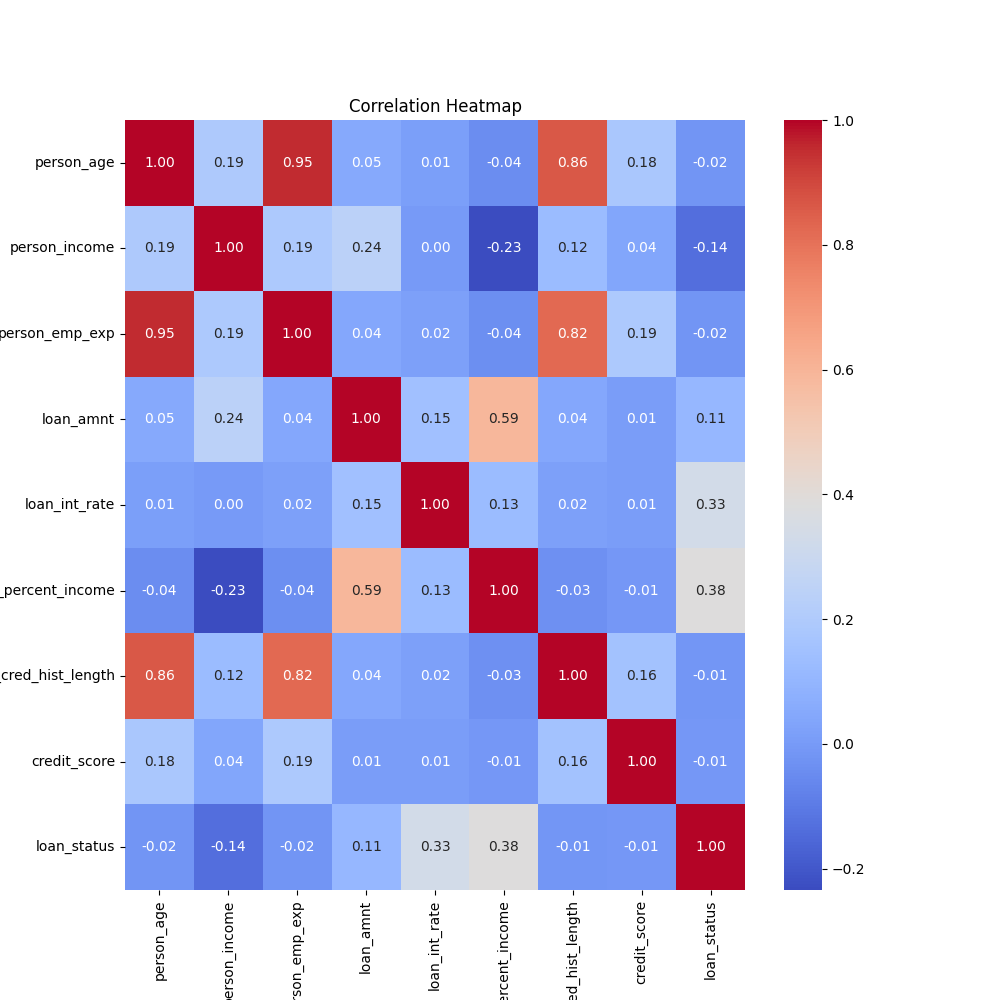 Correlation Heatmap
person_age 1.00 0.19 0.95 0.05 0.01 -0.04 0.86 0.18 -0.02
person_income 0.19 1.00 0.19 0.24 0.00 -0.23 0.12 0.04 -0.14
person_emp_exp 0.95 0.19 1.00 0.04 0.02 -0.04 0.82 0.19 -0.02
loan_amnt 0.05 0.24 0.04 1.00 0.15 0.59 0.04 0.01 0.11
loan_int_rate 0.01 0.00 0.02 0.15 1.00 0.13 0.02 0.01 0.33
_percent_income -0.04 -0.23 -0.04 0.59 0.13 1.00 -0.03 -0.01 0.38
_cred_hist_length 0.86 0.12 0.82 0.04 0.02 -0.03 1.00 0.16 -0.01
credit_score 0.18 0.04 0.19 0.01 0.01 -0.01 0.16 1.00 -0.01
loan_status -0.02 -0.14 -0.02 0.11 0.33 0.38 -0.01 -0.01 1.00
person_age
person_income
rson_emp_exp
loan_amnt
loan_int_rate
ercent_income
ed_hist_length
credit_score
loan_status
1.0
0.8
0.6
0.4
0.2
0.0
−0.2